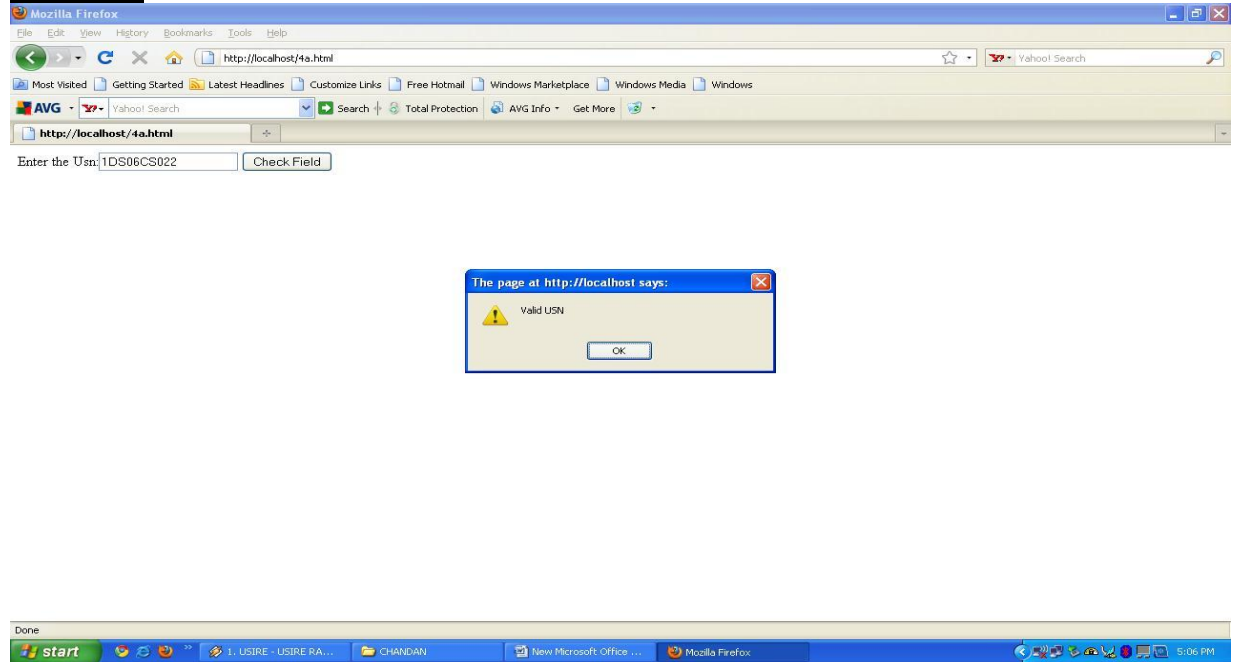 Mozilla Firefox
File Edit View History Bookmarks Tools Help
http://localhost/4a.html
Yahoo! Search
Most Visited Getting Started Latest Headlines Customize Links Free Hotmail Windows Marketplace Windows Media Windows
AVG Yahoo! Search Search Total Protection AVG Info Get More
http://localhost/4a.html
Enter the Usn: 1DS06CS022 Check Field
The page at http://localhost says:
Valid USN
OK
Done
start 1. USIRE - USIRE RA... CHANDAN New Microsoft Office ... Mozilla Firefox 5:06 PM